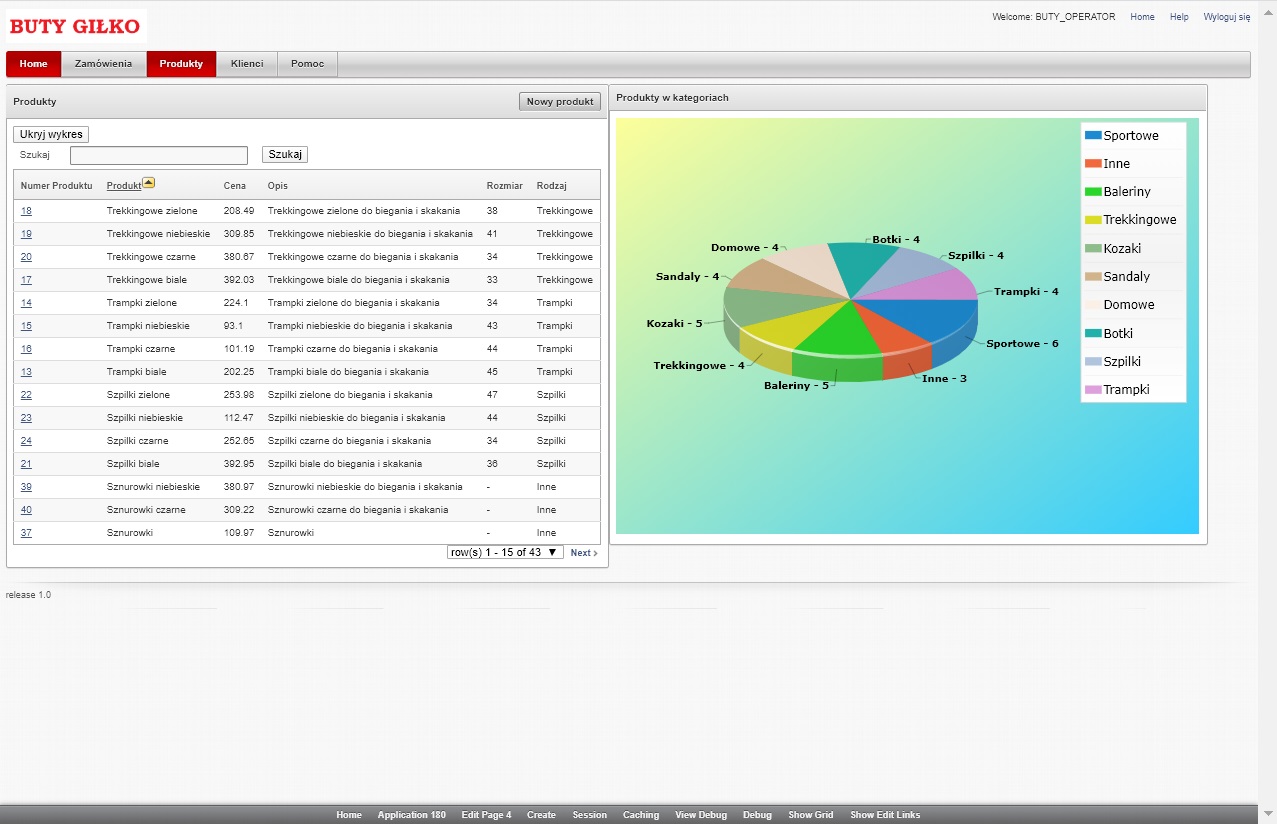 BUTY GIŁKO
Welcome: BUTY_OPERATOR Home Help Wyloguj się
Home Zamówienia Produkty Klienci Pomoc
Produkty
Nowy produkt
Ukryj wykres
Szukaj Szukaj
Numer Produktu Produkt Cena Opis Rozmiar Rodzaj
18 Trekkingowe zielone 208.49 Trekkingowe zielone do biegania i skakania 38 Trekkingowe
19 Trekkingowe niebieskie 309.85 Trekkingowe niebieskie do biegania i skakania 41 Trekkingowe
20 Trekkingowe czarne 380.67 Trekkingowe czarne do biegania i skakania 34 Trekkingowe
17 Trekkingowe biale 392.03 Trekkingowe biale do biegania i skakania 33 Trekkingowe
14 Trampki zielone 224.1 Trampki zielone do biegania i skakania 34 Trampki
15 Trampki niebieskie 93.1 Trampki niebieskie do biegania i skakania 43 Trampki
16 Trampki czarne 101.19 Trampki czarne do biegania i skakania 44 Trampki
13 Trampki biale 202.25 Trampki biale do biegania i skakania 45 Trampki
22 Szpilki zielone 253.98 Szpilki zielone do biegania i skakania 47 Szpilki
23 Szpilki niebieskie 112.47 Szpilki niebieskie do biegania i skakania 44 Szpilki
24 Szpilki czarne 252.65 Szpilki czarne do biegania i skakania 34 Szpilki
21 Szpilki biale 392.95 Szpilki biale do biegania i skakania 36 Szpilki
39 Sznurowki niebieskie 380.97 Sznurowki niebieskie do biegania i skakania - Inne
40 Sznurowki czarne 309.22 Sznurowki czarne do biegania i skakania - Inne
37 Sznurowki 109.97 Sznurowki - Inne
row(s) 1 - 15 of 43 ▼ Next ›
Produkty w kategoriach
Domowe - 4
Botki - 4
Szpilki - 4
Sandaly - 4
Trampki - 4
Kozaki - 5
Sportowe - 6
Trekkingowe - 4
Baleriny - 5
Inne - 3
Sportowe
Inne
Baleriny
Trekkingowe
Kozaki
Sandaly
Domowe
Botki
Szpilki
Trampki
release 1.0
Home Application 180 Edit Page 4 Create Session Caching View Debug Debug Show Grid Show Edit Links